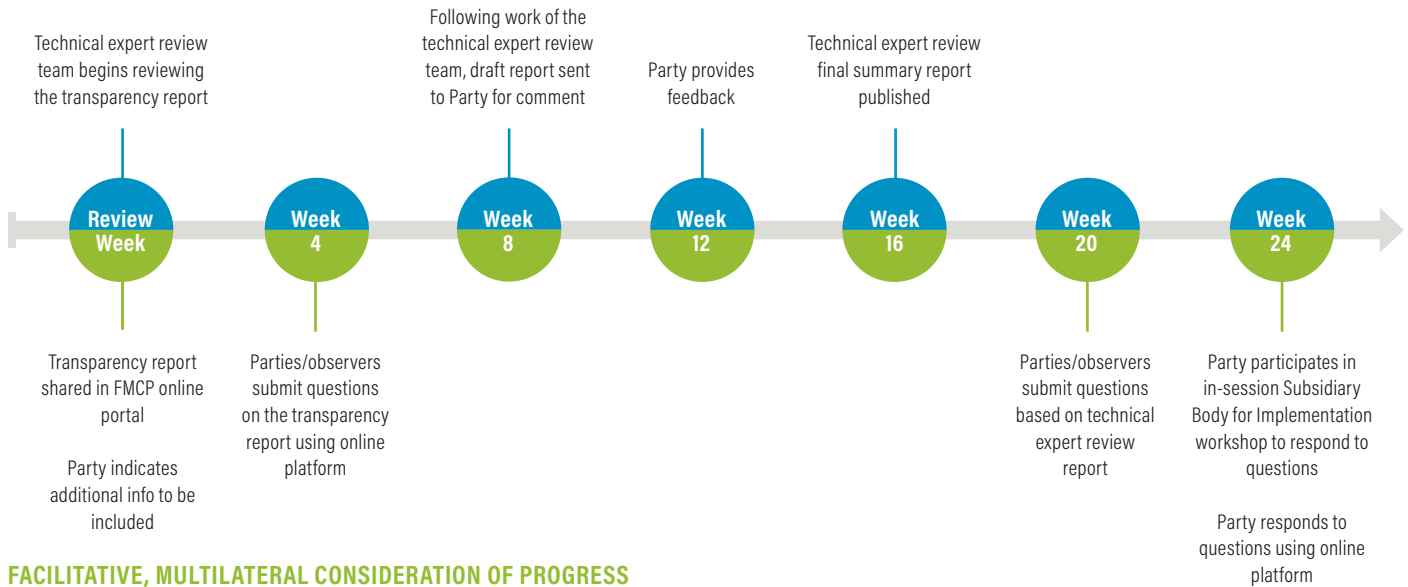 Technical expert review
team begins reviewing
the transparency report
Following work of the
technical expert review
team, draft report sent
to Party for comment
Party provides
feedback
Technical expert review
final summary report
published
Review
Week
Week
4
Week
8
Week
12
Week
16
Week
20
Week
24
Transparency report
shared in FMCP online
portal
Party indicates
additional info to be
included
Parties/observers
submit questions
on the transparency
report using online
platform
Parties/observers
submit questions
based on technical
expert review
report
Party participates in
in-session Subsidiary
Body for Implementation
workshop to respond to
questions
Party responds to
questions using online
platform
FACILITATIVE, MULTILATERAL CONSIDERATION OF PROGRESS